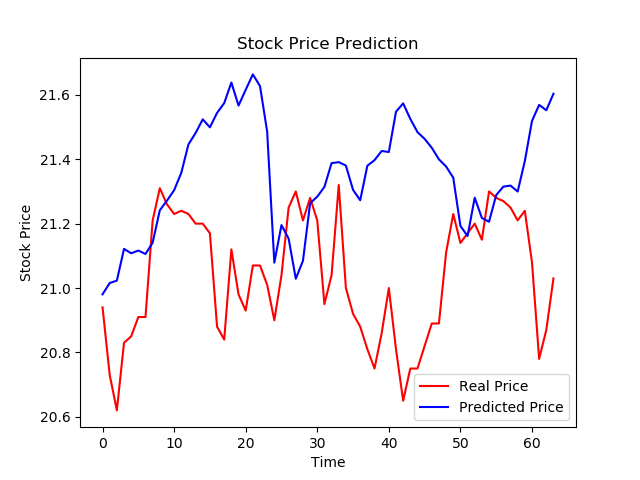 Stock Price Prediction
Stock Price
21.6
21.4
21.2
21.0
20.8
20.6
0 10 20 30 40 50 60
Time
Real Price
Predicted Price